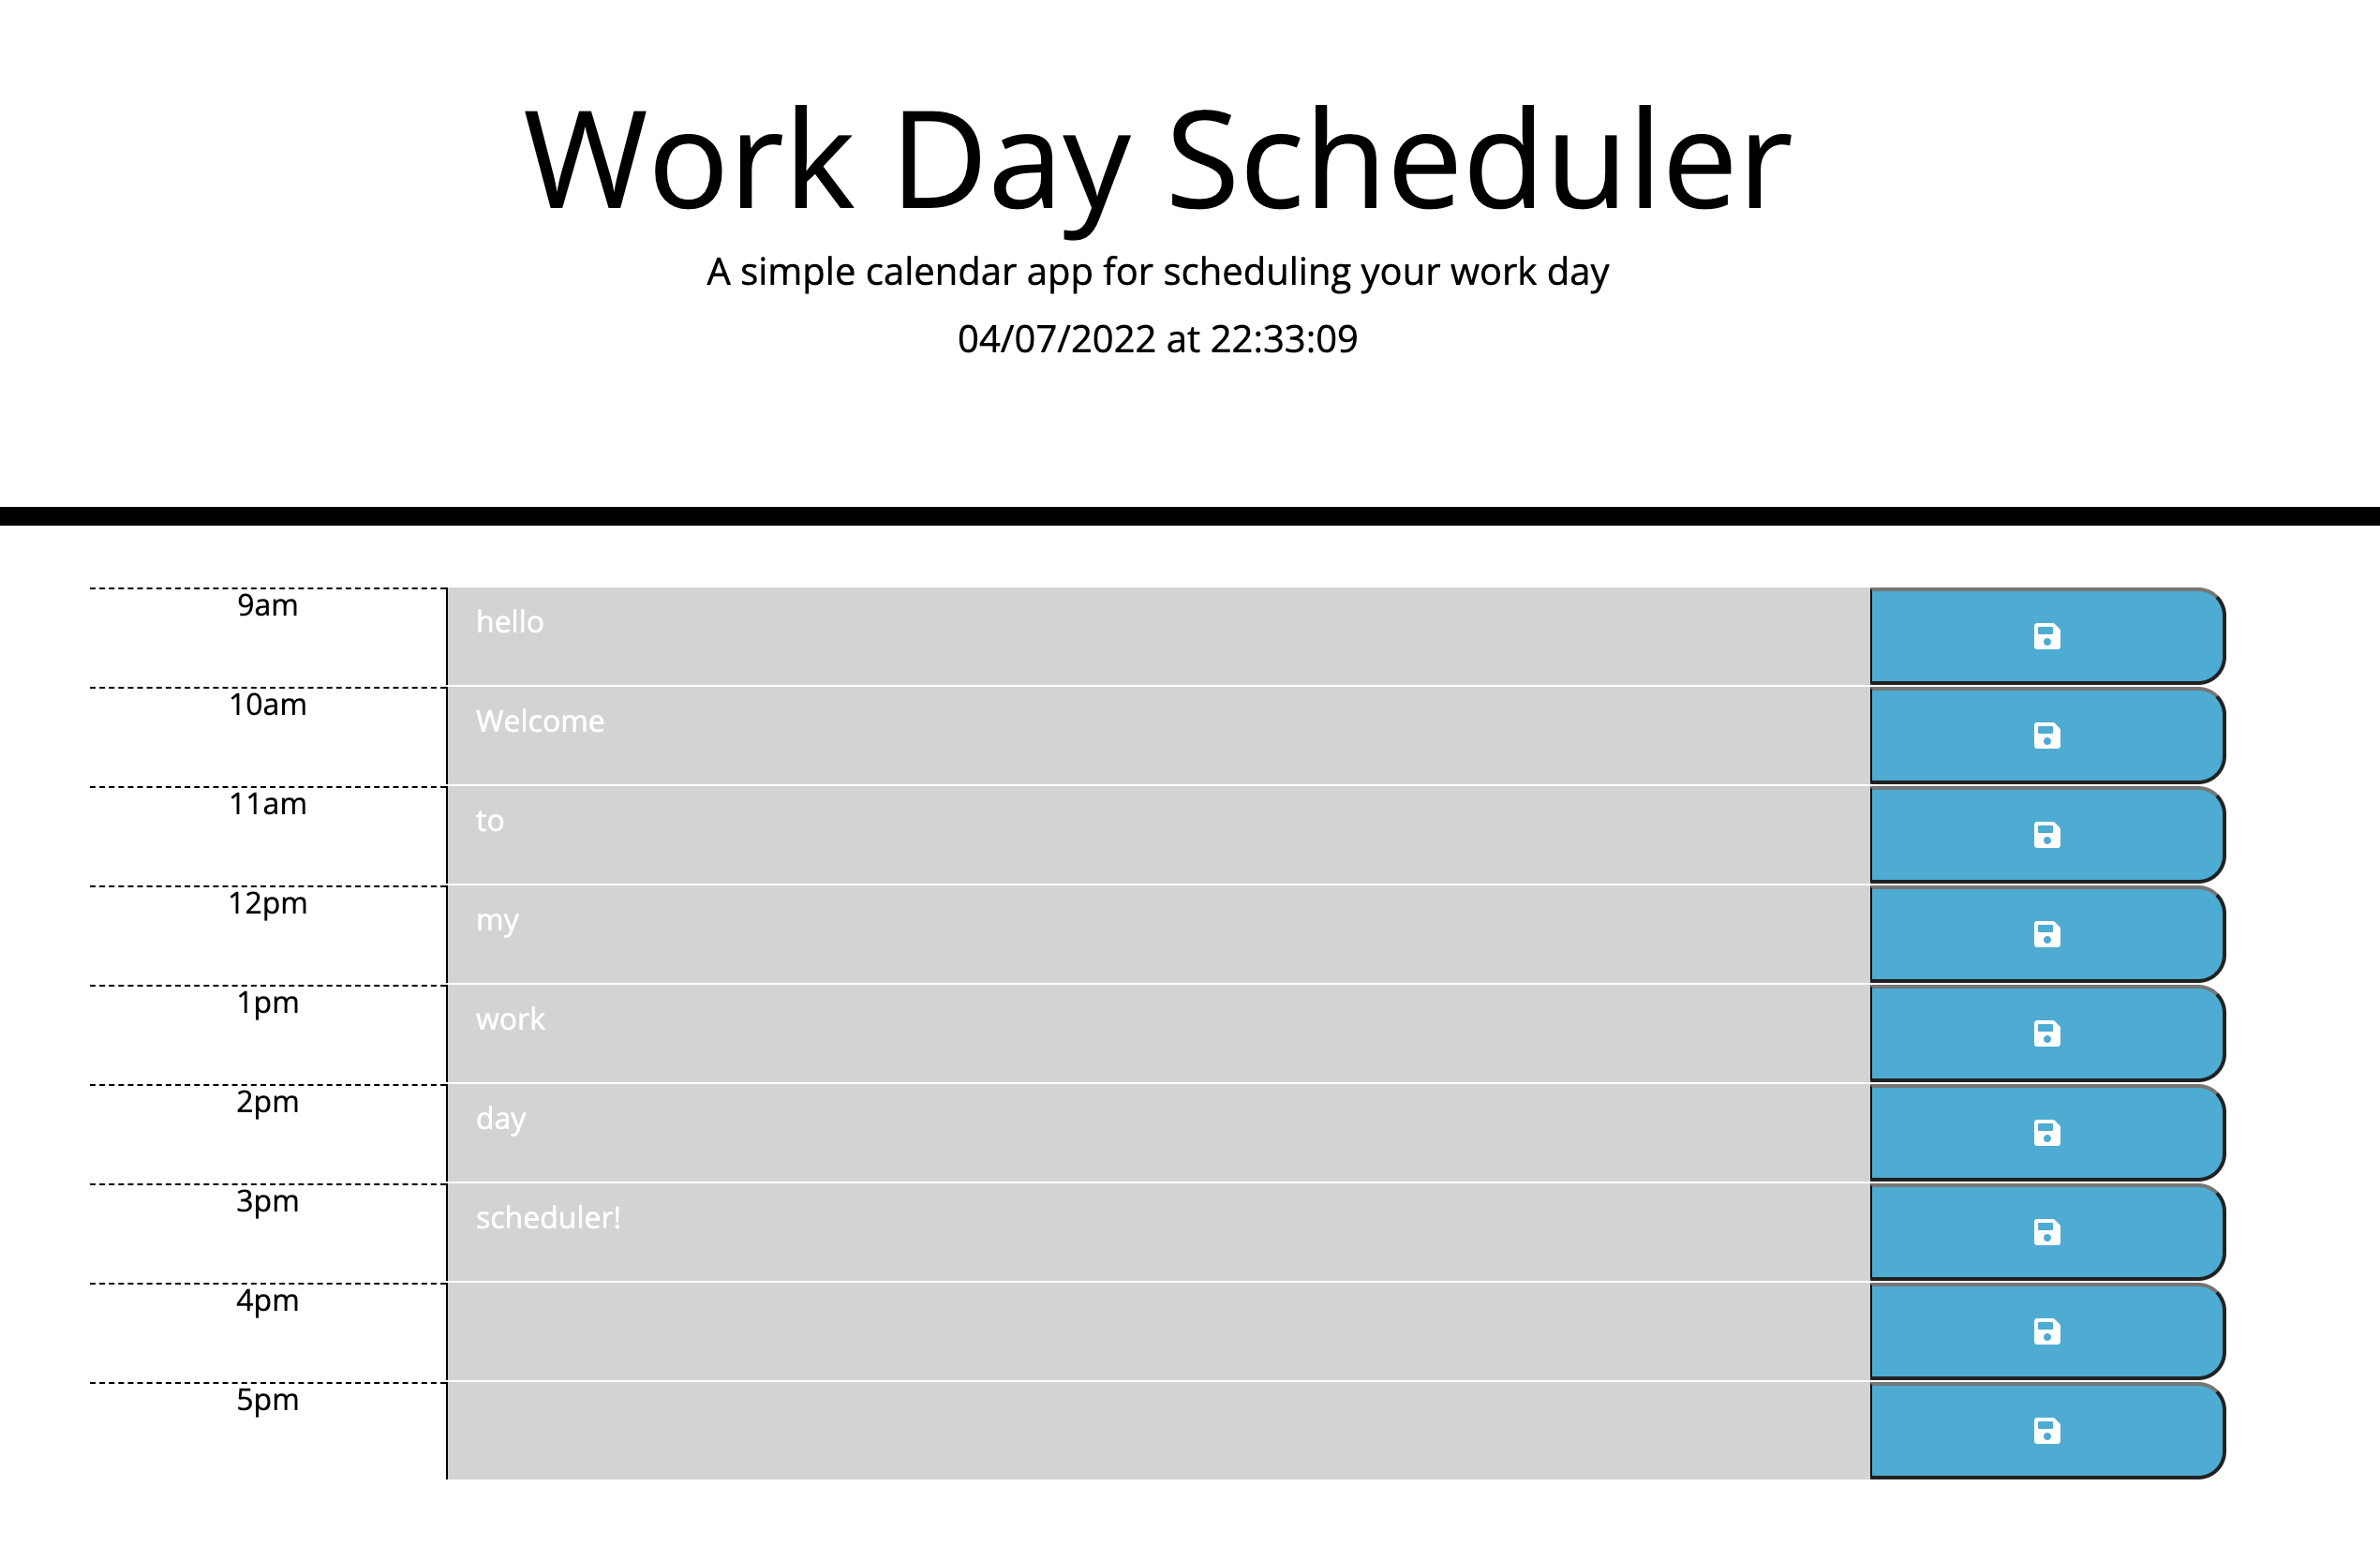 Work Day Scheduler
A simple calendar app for scheduling your work day
04/07/2022 at 22:33:09
9am hello
10am Welcome
11am to
12pm my
1pm work
2pm day
3pm scheduler!
4pm
5pm